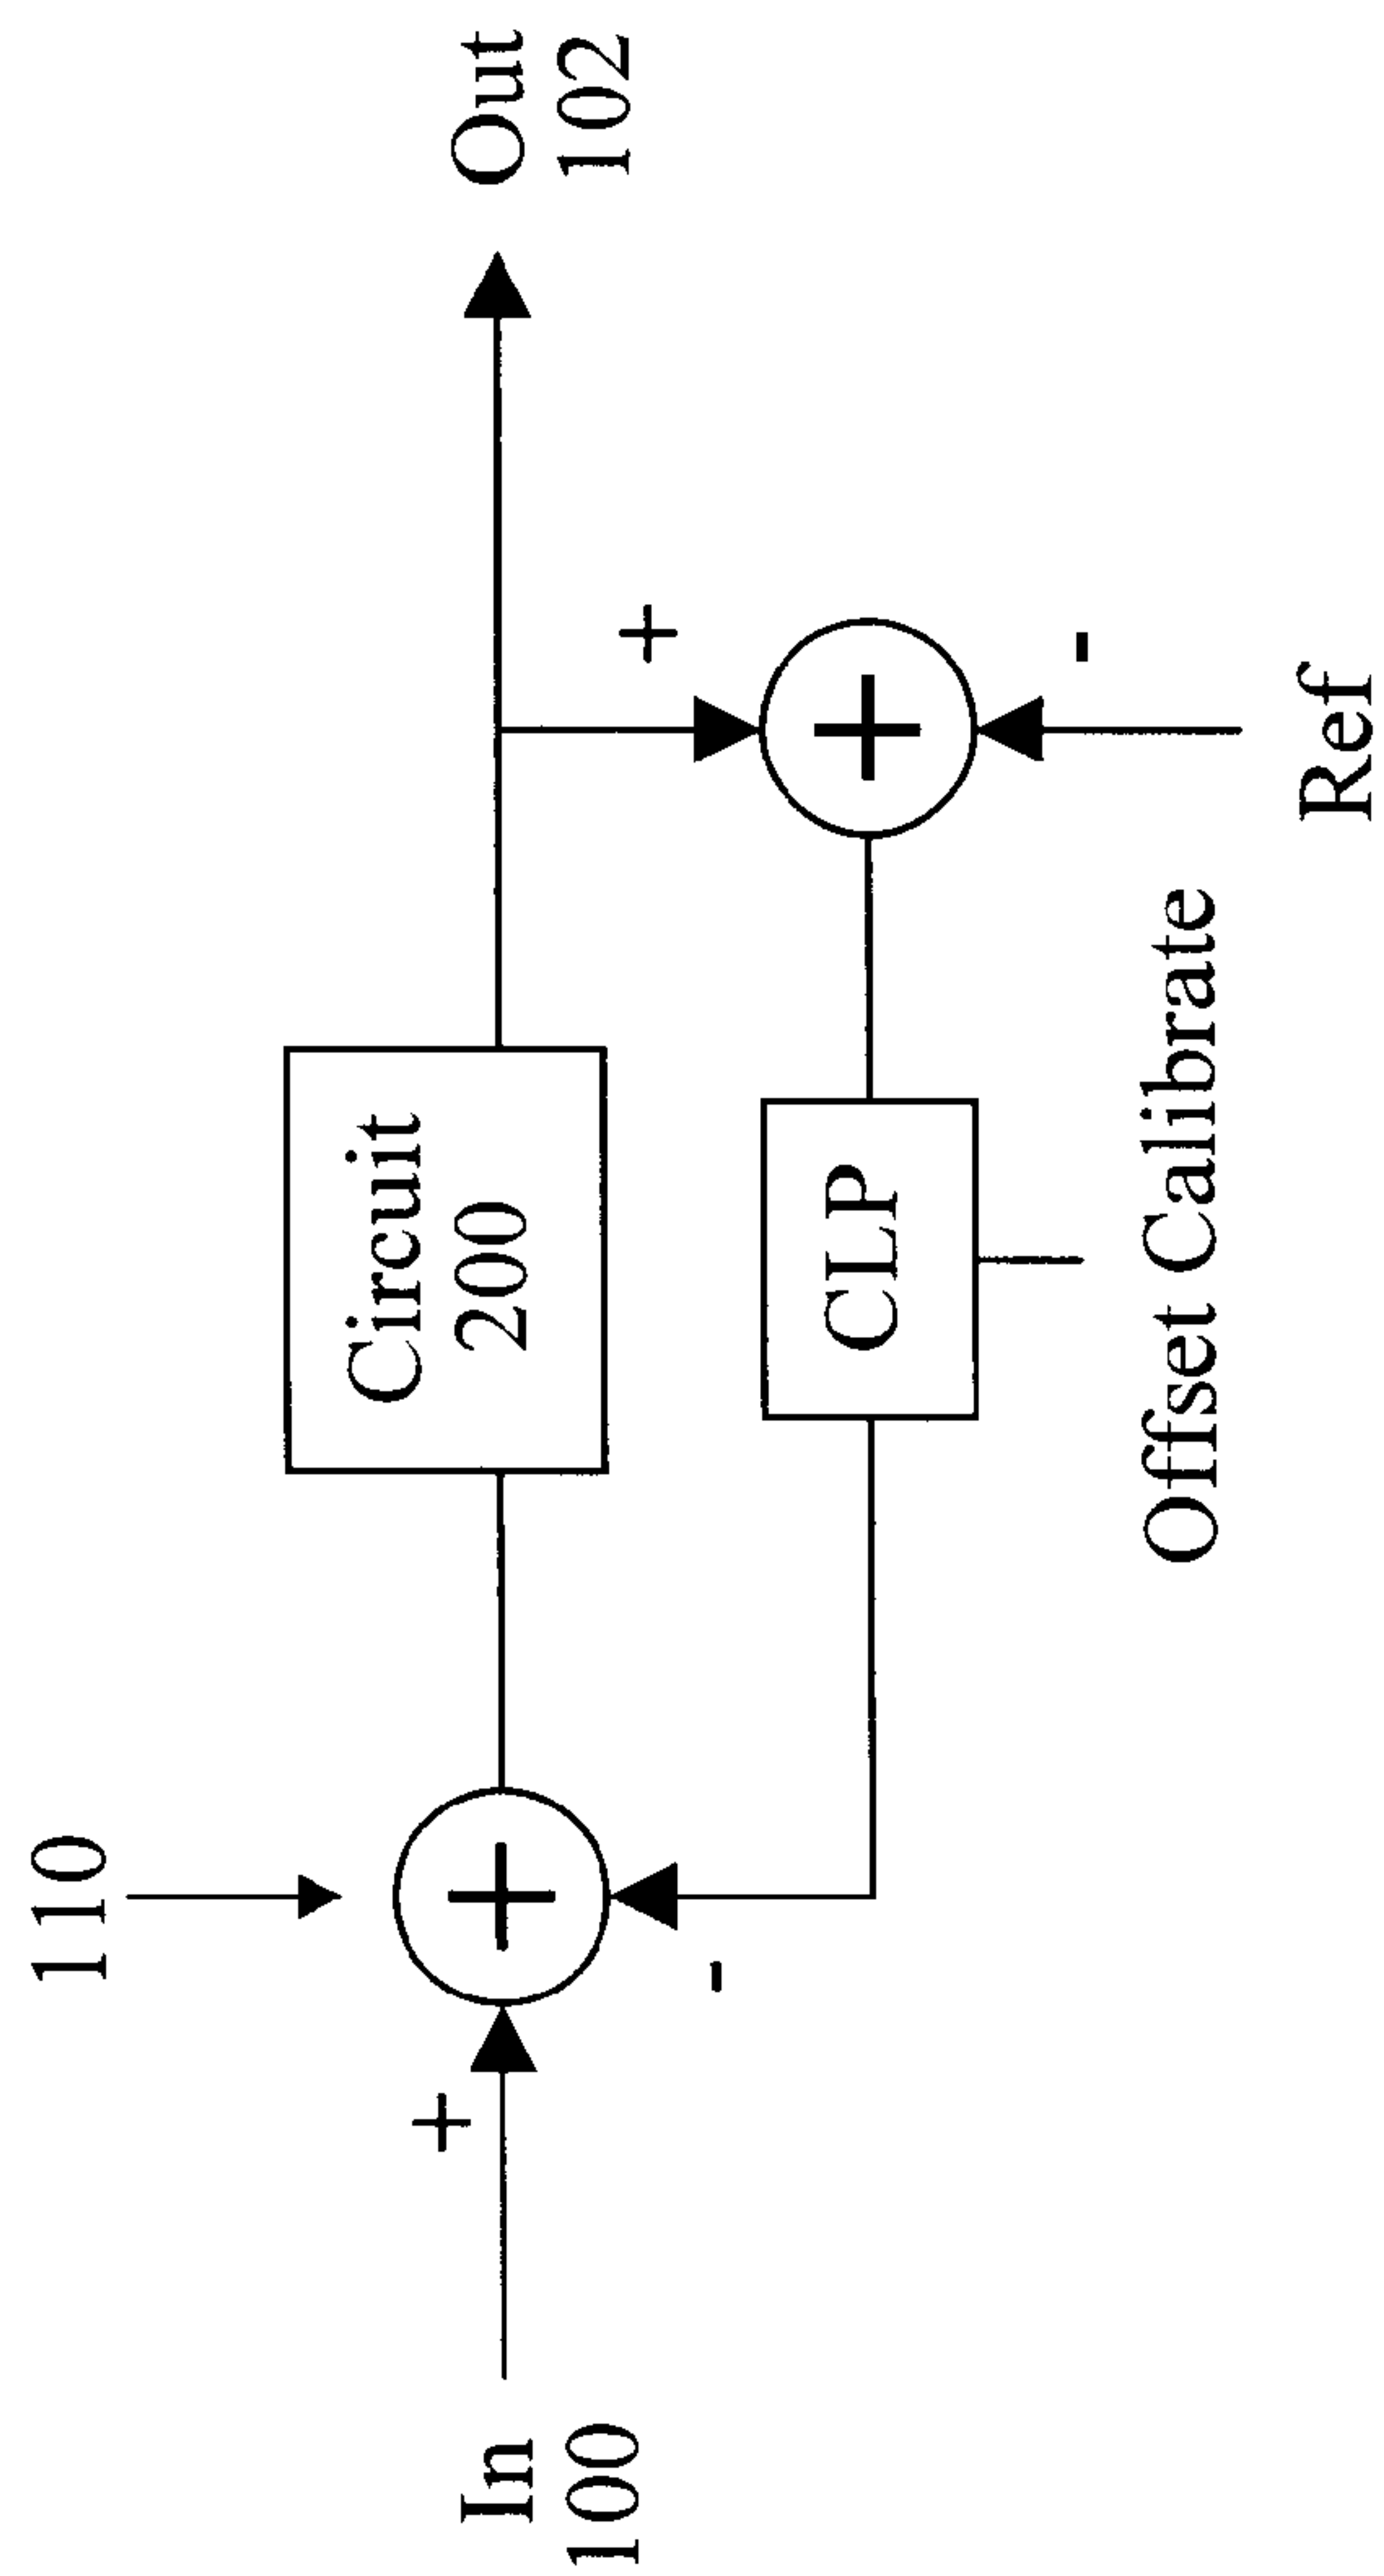 110
In
100
+
-
Circuit
200
CLP
Offset Calibrate
+
-
Ref
Out
102